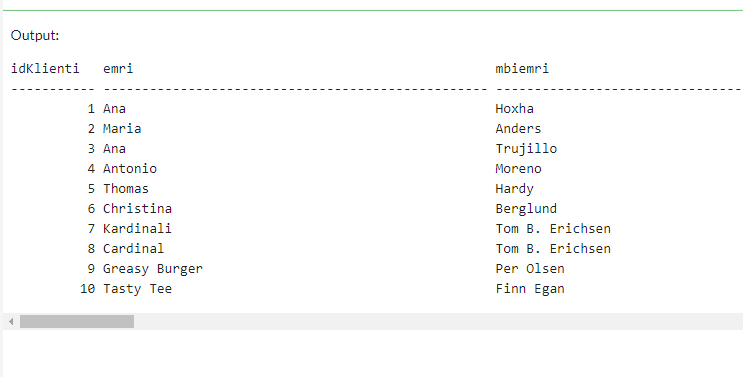 Output:
idKlienti   emri                                               mbiemri
----------- -------------------------------------------------- --------------------------------
          1 Ana                                                Hoxha
          2 Maria                                              Anders
          3 Ana                                                Trujillo
          4 Antonio                                            Moreno
          5 Thomas                                             Hardy
          6 Christina                                          Berglund
          7 Kardinali                                          Tom B. Erichsen
          8 Cardinal                                           Tom B. Erichsen
          9 Greasy Burger                                      Per Olsen
         10 Tasty Tee                                          Finn Egan